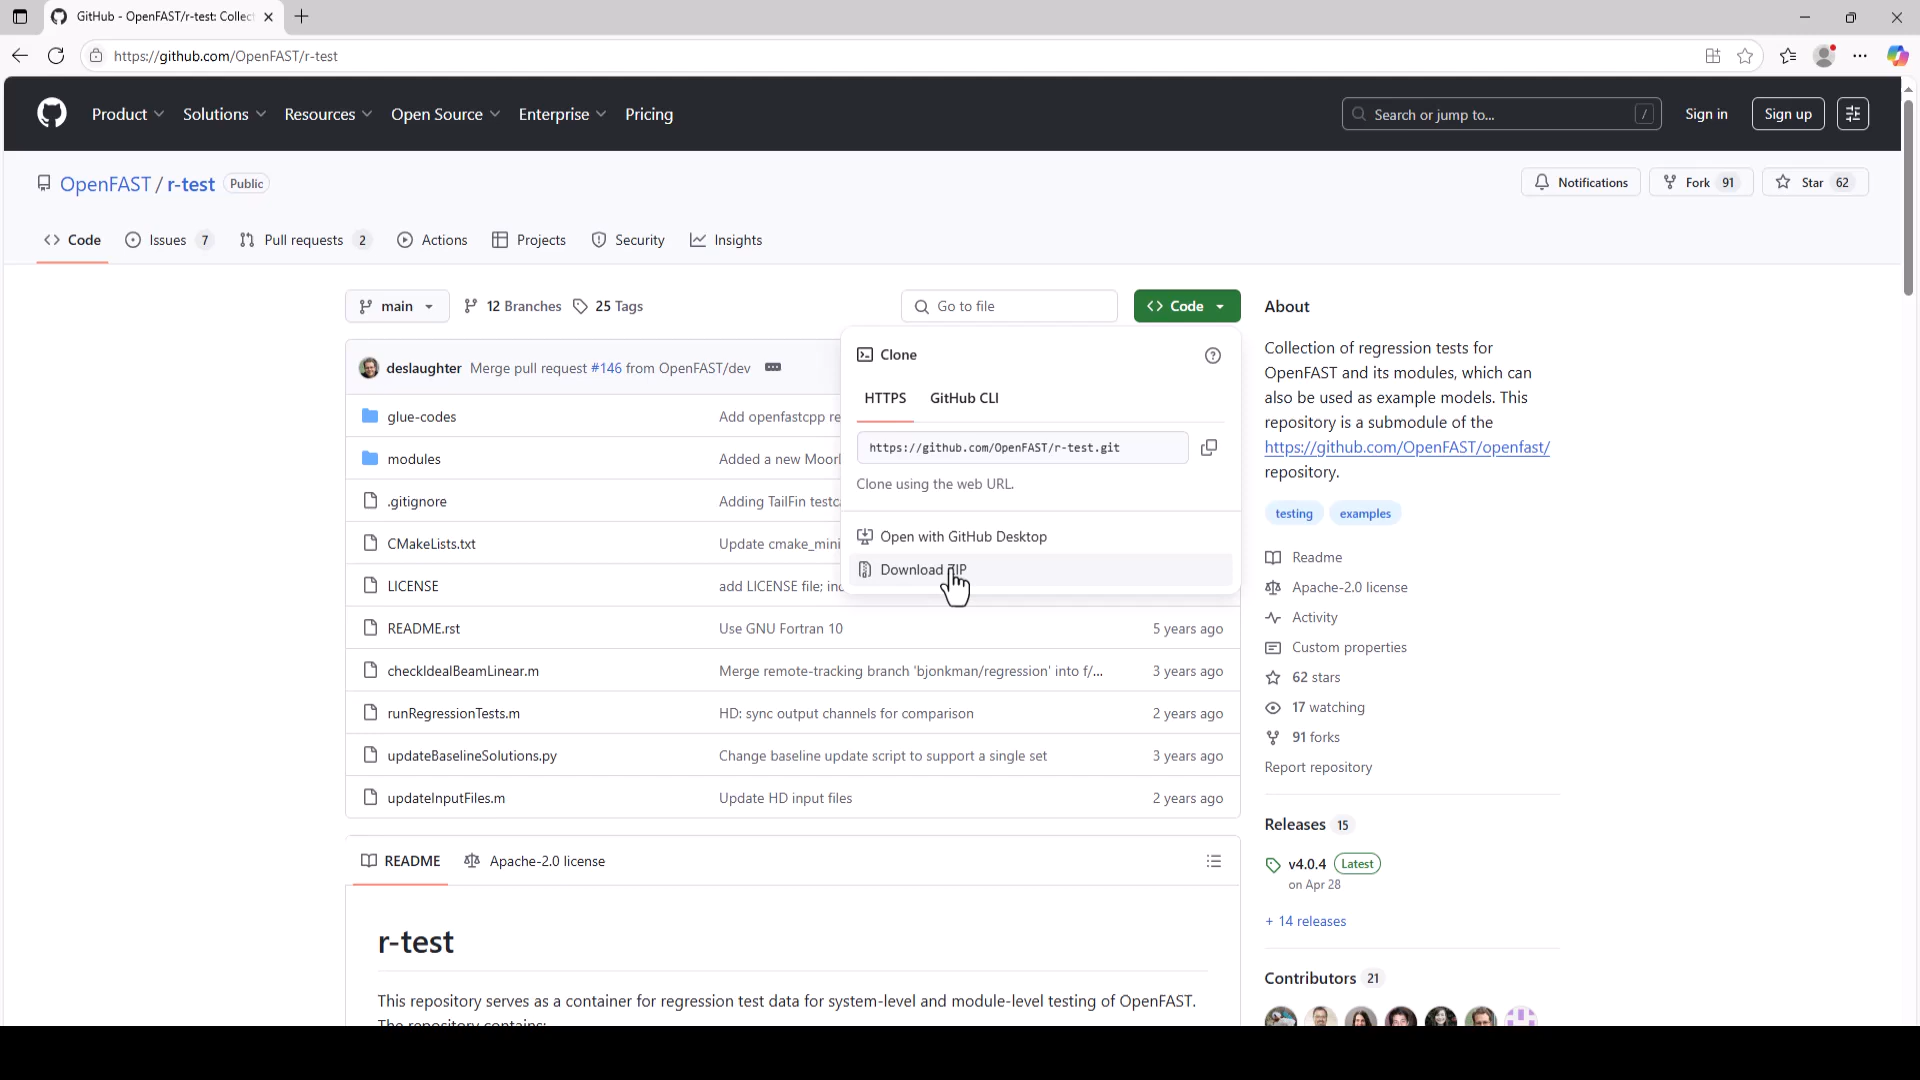 GitHub - OpenFAST/r-test: Collec
https://github.com/OpenFAST/r-test
Product Solutions Resources Open Source Enterprise Pricing
Search or jump to... /
Sign in
Sign up
OpenFAST / r-test Public
Notifications
Fork 91
Star 62
Code
Issues 7
Pull requests 2
Actions
Projects
Security
Insights
main
12 Branches
25 Tags
Go to file
Code
deslaughter Merge pull request #146 from OpenFAST/dev
glue-codes Add openfastcpp re
modules Added a new Moor
.gitignore Adding TailFin testca
CMakeLists.txt Update cmake_mini
LICENSE add LICENSE file; inc
README.rst Use GNU Fortran 10 5 years ago
checkIdealBeamLinear.m Merge remote-tracking branch 'bjonkman/regression' into f/... 3 years ago
runRegressionTests.m HD: sync output channels for comparison 2 years ago
updateBaselineSolutions.py Change baseline update script to support a single set 3 years ago
updateInputFiles.m Update HD input files 2 years ago
Clone
HTTPS GitHub CLI
https://github.com/OpenFAST/r-test.git
Clone using the web URL.
Open with GitHub Desktop
Download ZIP
README
Apache-2.0 license
r-test
This repository serves as a container for regression test data for system-level and module-level testing of OpenFAST.
The repository contains:
About
Collection of regression tests for
OpenFAST and its modules, which can
also be used as example models. This
repository is a submodule of the
https://github.com/OpenFAST/openfast/
repository.
testing examples
Readme
Apache-2.0 license
Activity
Custom properties
62 stars
17 watching
91 forks
Report repository
Releases 15
v4.0.4 Latest
on Apr 28
+ 14 releases
Contributors 21